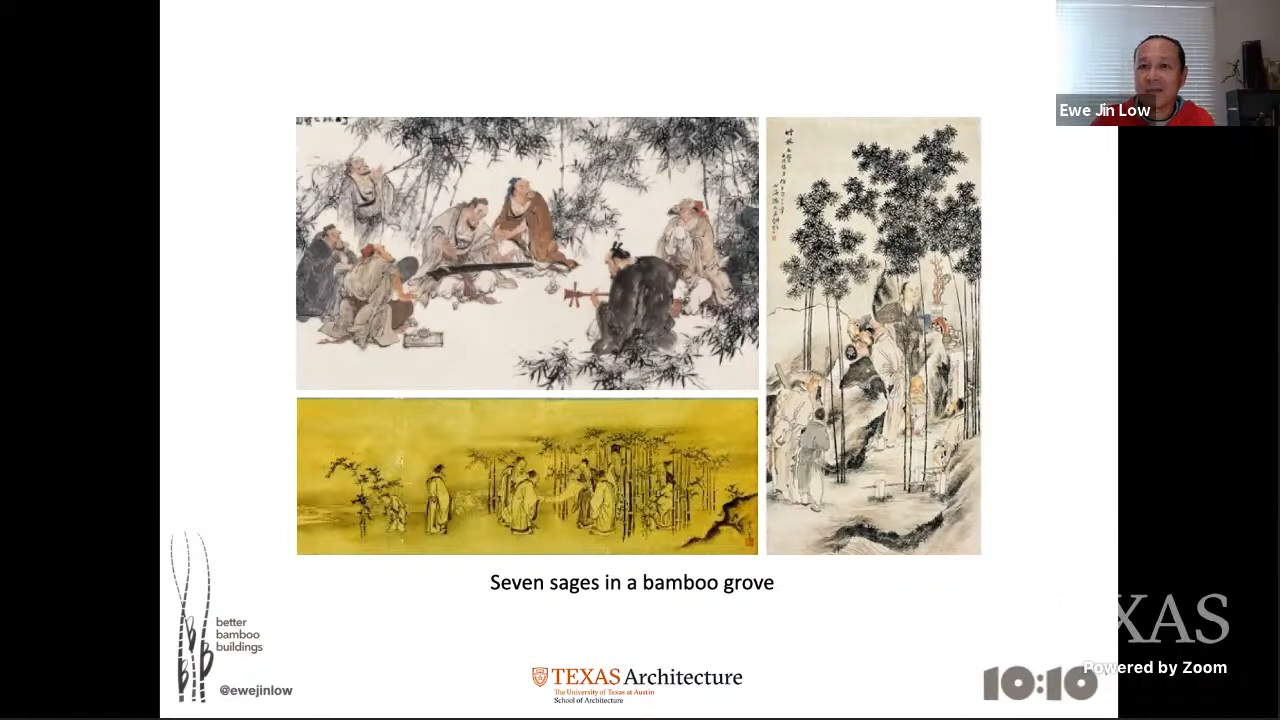 Ewe Jin Low
Seven sages in a bamboo grove
better
bamboo
buildings
@ewejinlow
TEXAS Architecture
The University of Texas at Austin
School of Architecture
10:10
XAS
Powered by Zoom